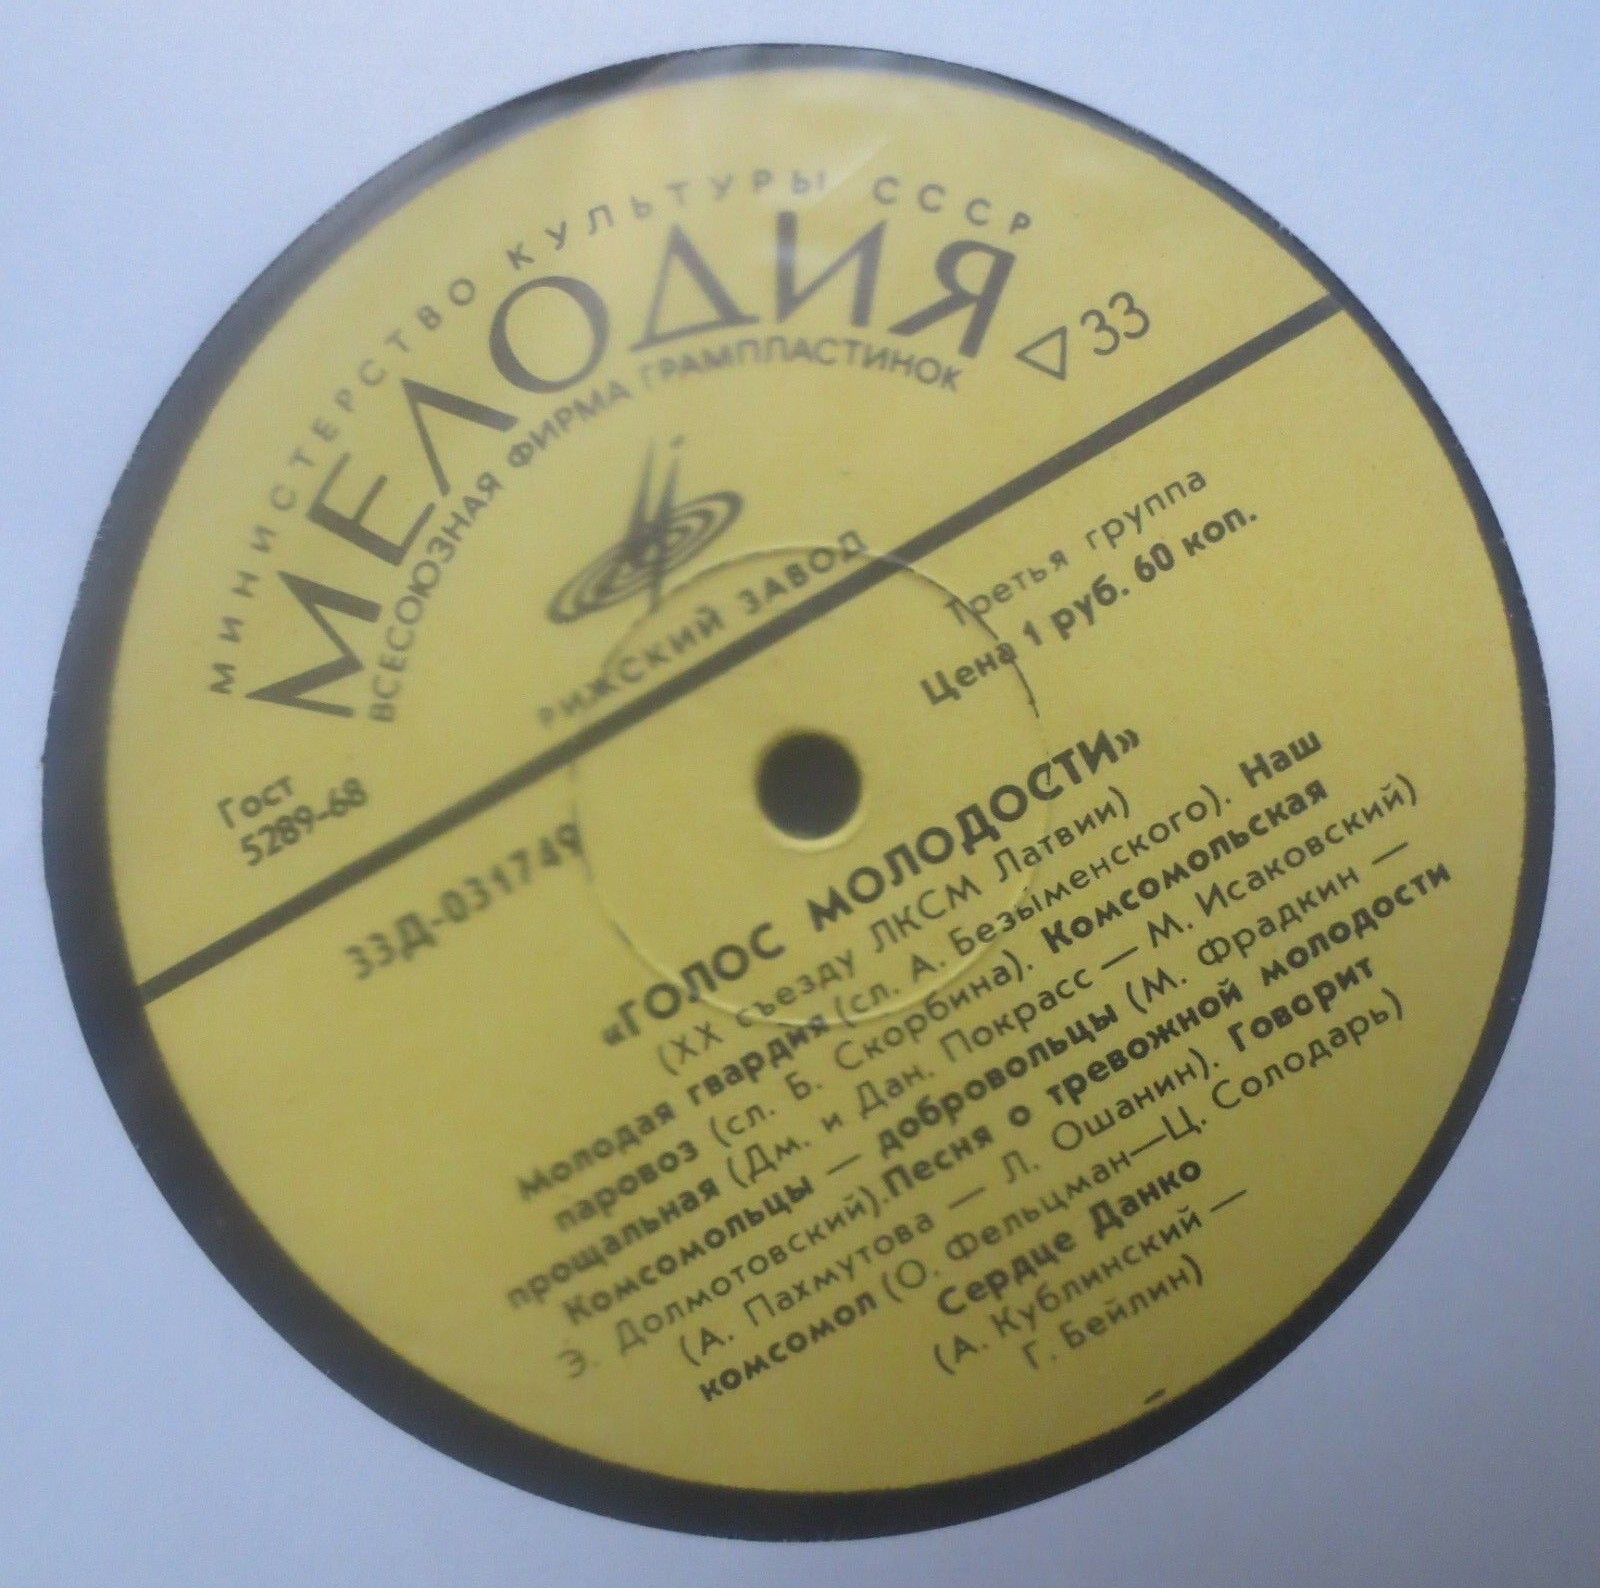 МИНИСТЕРСТВО КУЛЬТУРЫ СССР
МЕЛОДИЯ
ВСЕСОЮЗНАЯ ФИРМА ГРАМПЛАСТИНОК
33
РИЖСКИЙ ЗАВОД
Гост
5289-68
Третья группа
Цена 1 руб. 60 коп.
33Д-031749
«ГОЛОС МОЛОДОСТИ»
(XX съезду ЛКСМ Латвии)
Молодая гвардия (сл. А. Безыменского). Наш
паровоз (сл. Б. Скорбина). Комсомольская
прощальная (Дм. и Дан. Покрасс — М. Исаковский)
Комсомольцы — добровольцы (М. Фрадкин —
Э. Долмотовский). Песня о тревожной молодости
(А. Пахмутова — Л. Ошанин). Говорит
комсомол (О. Фельцман—Ц. Солодарь)
Сердце Данко
(А. Кублинский —
Г. Бейлин)